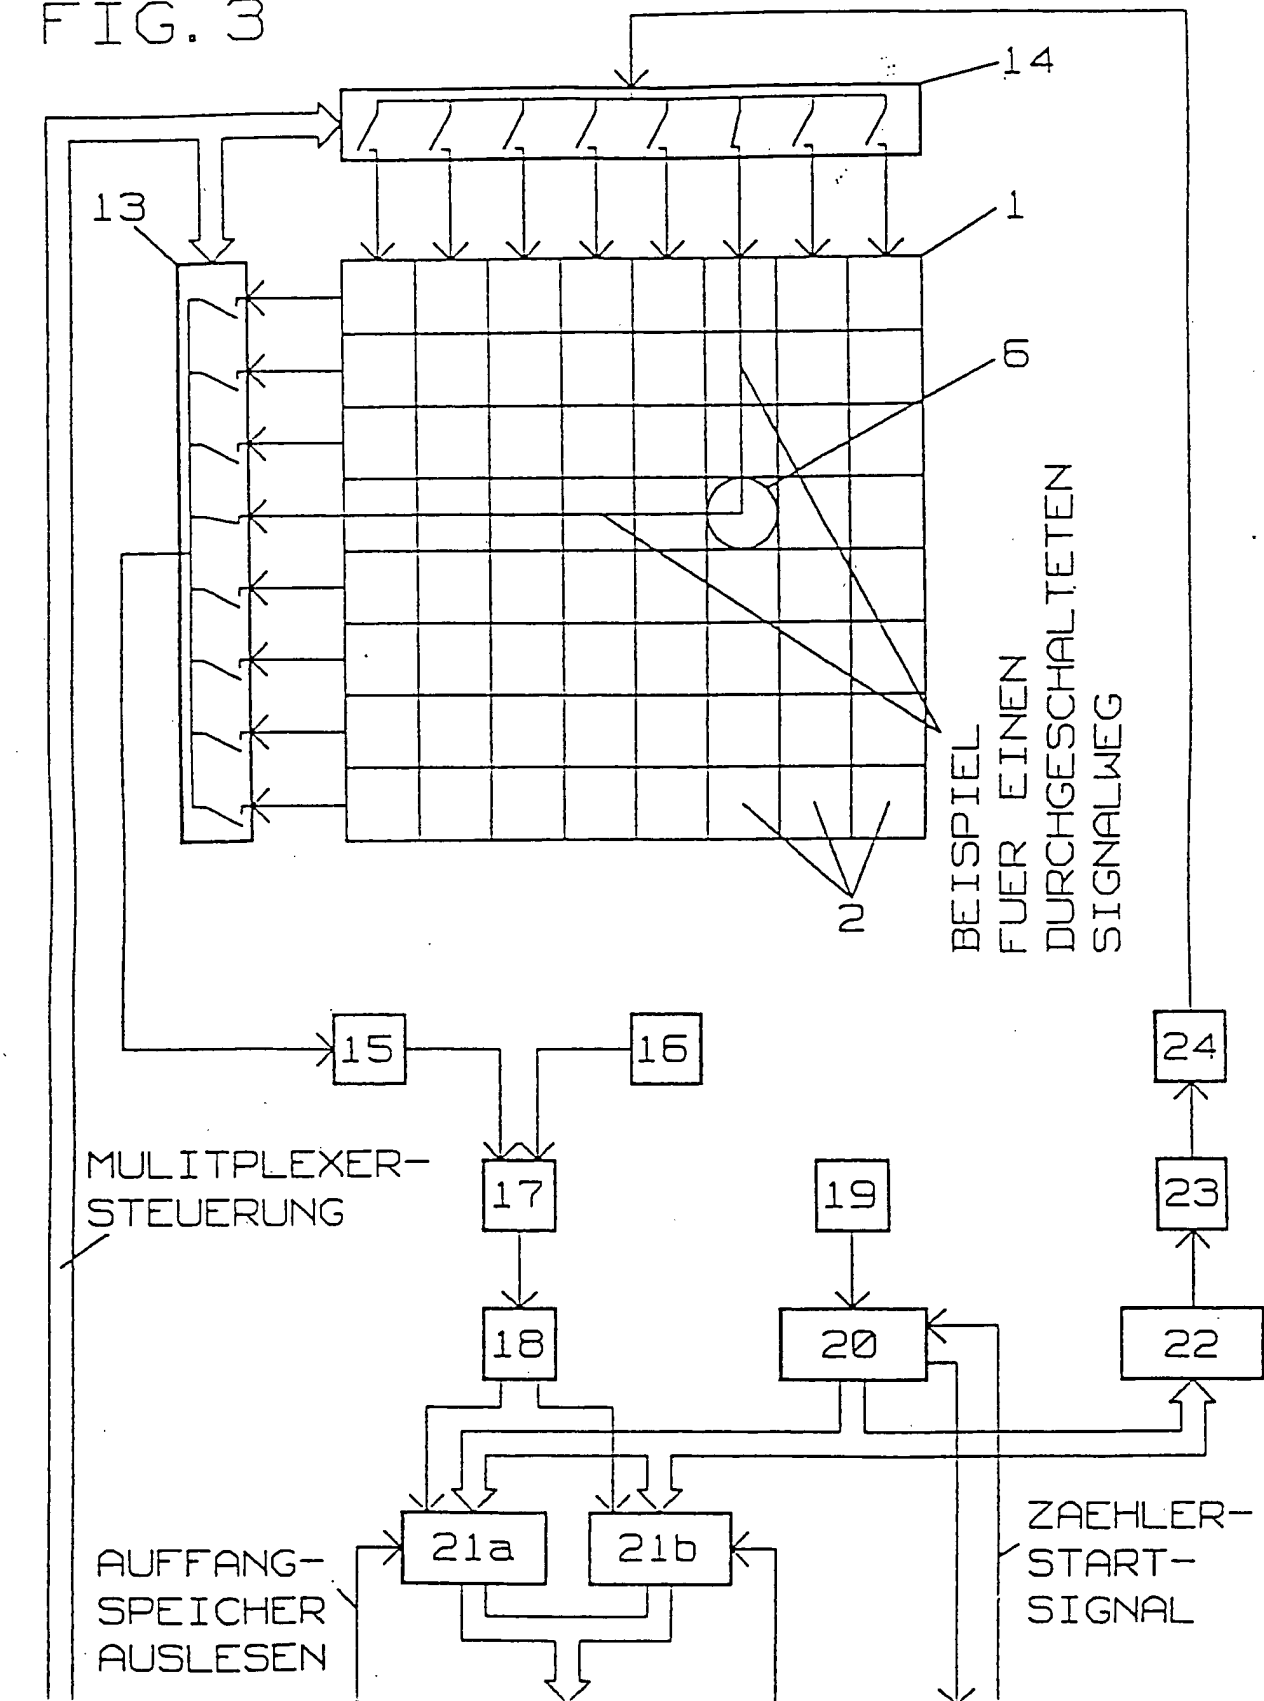 FIG. 3
14
13
1
6
BEISPIEL
FUER EINEN
DURCHGESCHALTETEN
SIGNALWEG
2
15
16
24
MULITPLEXER-
STEUERUNG
17
19
23
18
20
22
21a
21b
ZAEHLER-
START-
SIGNAL
AUFFANG-
SPEICHER
AUSLESEN